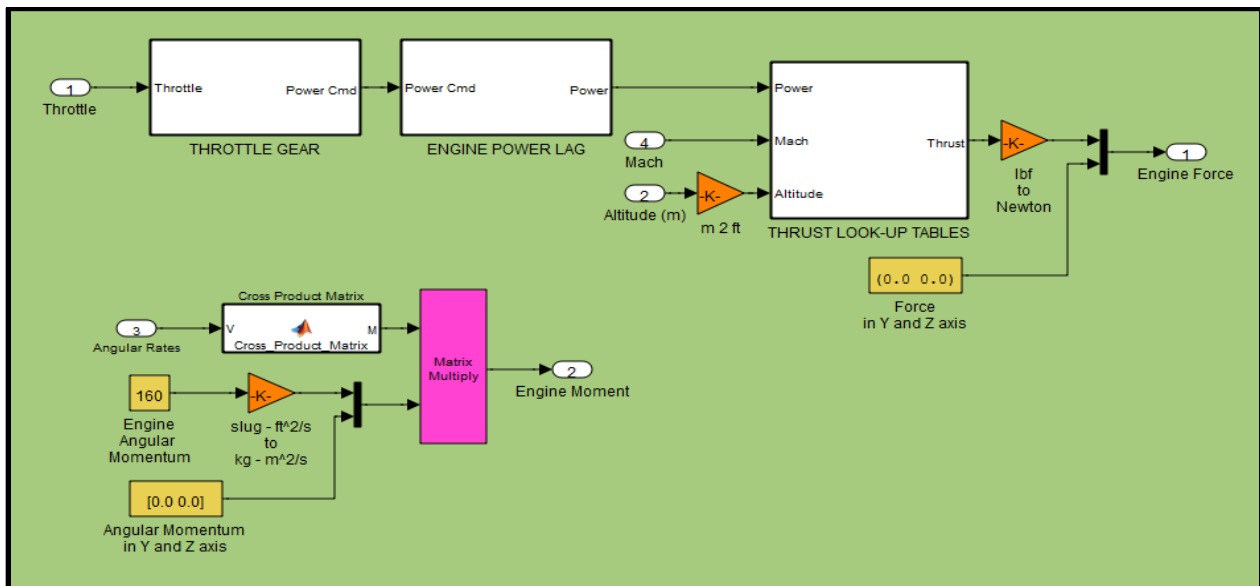 1
Throttle
Throttle
Power Cmd
THROTTLE GEAR
Power Cmd
Power
ENGINE POWER LAG
4
Mach
2
Altitude (m)
-K-
m 2 ft
Power
Mach
Altitude
Thrust
THRUST LOOK-UP TABLES
-K-
lbf
to
Newton
1
Engine Force
(0.0 0.0)
Force
in Y and Z axis
Cross Product Matrix
3
Angular Rates
V
M
Cross_Product_Matrix
160
Engine
Angular
Momentum
-K-
slug - ft^2/s
to
kg - m^2/s
[0.0 0.0]
Angular Momentum
in Y and Z axis
Matrix
Multiply
2
Engine Moment